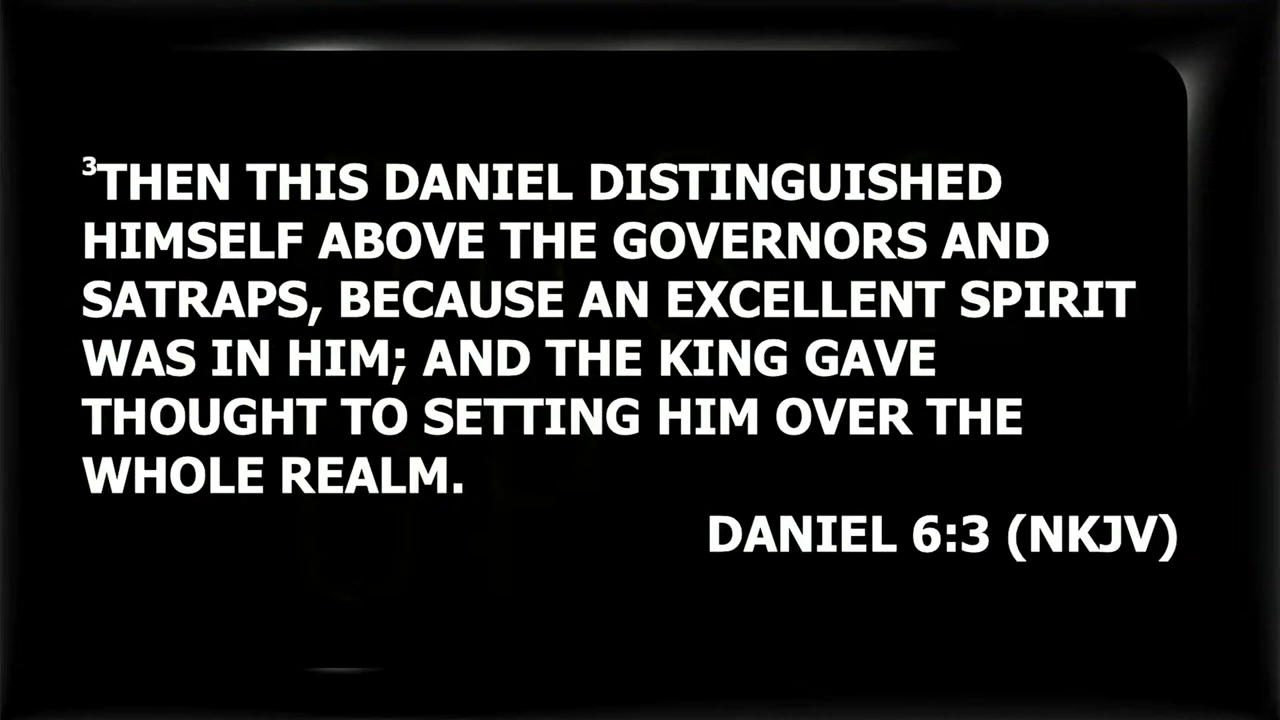 ³THEN THIS DANIEL DISTINGUISHED
HIMSELF ABOVE THE GOVERNORS AND
SATRAPS, BECAUSE AN EXCELLENT SPIRIT
WAS IN HIM; AND THE KING GAVE
THOUGHT TO SETTING HIM OVER THE
WHOLE REALM.
DANIEL 6:3 (NKJV)